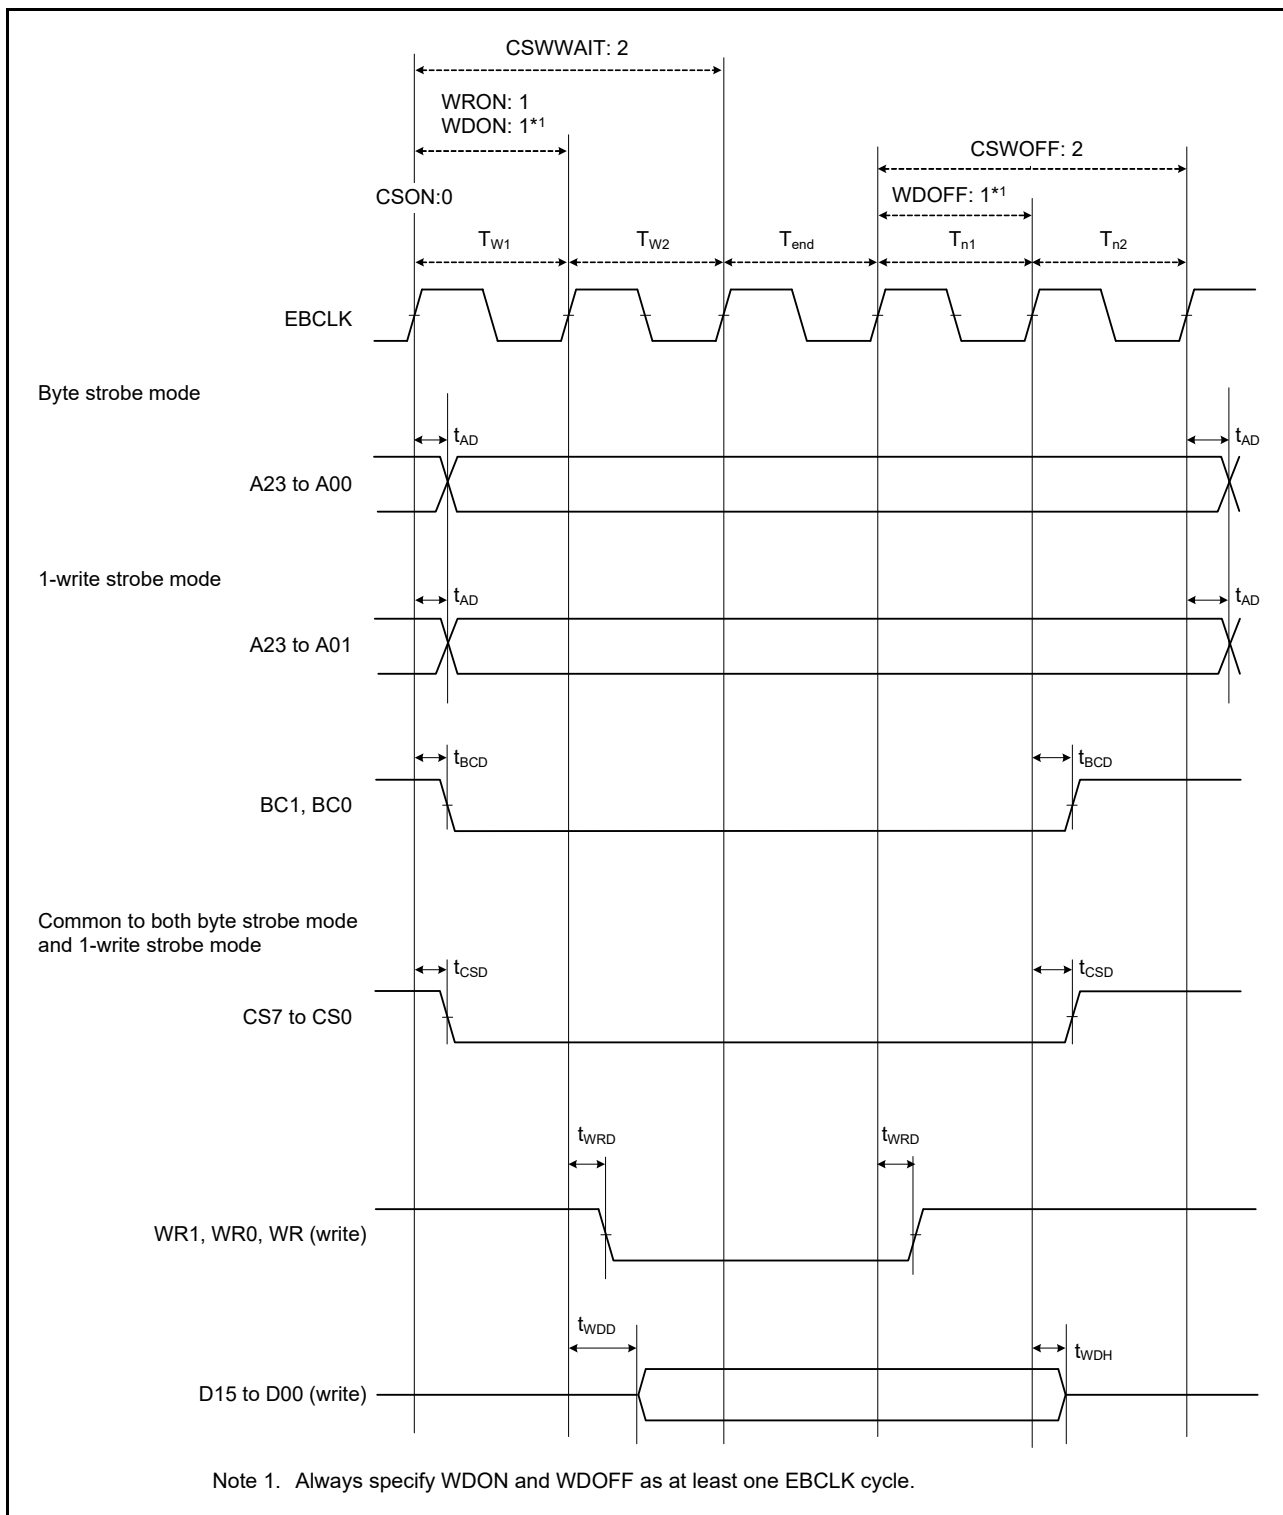 CSWWAIT: 2
WRON: 1
WDON: 1*1
CSWOFF: 2
CSON:0
WDOFF: 1*1
TW1
TW2
Tend
Tn1
Tn2
EBCLK
Byte strobe mode
tAD
tAD
A23 to A00
1-write strobe mode
tAD
tAD
A23 to A01
tBCD
tBCD
BC1, BC0
Common to both byte strobe mode
and 1-write strobe mode
tCSD
tCSD
CS7 to CS0
tWRD
tWRD
WR1, WR0, WR (write)
tWDD
tWDH
D15 to D00 (write)
Note 1. Always specify WDON and WDOFF as at least one EBCLK cycle.